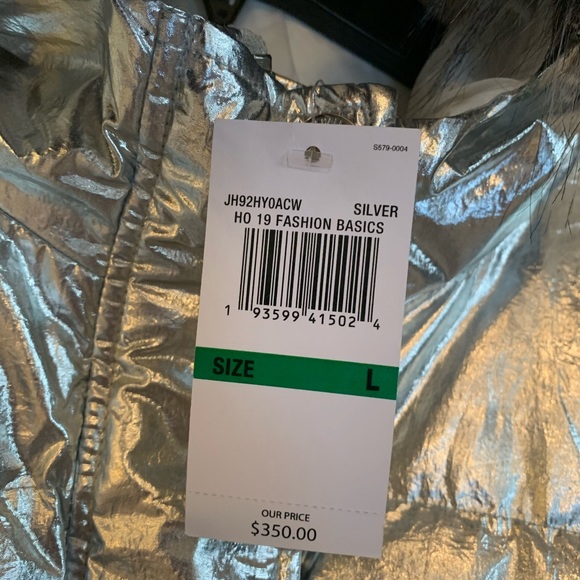 S579-0004
JH92HY0ACW SILVER
HO 19 FASHION BASICS
1 93599 41502 4
SIZE L
OUR PRICE
$350.00